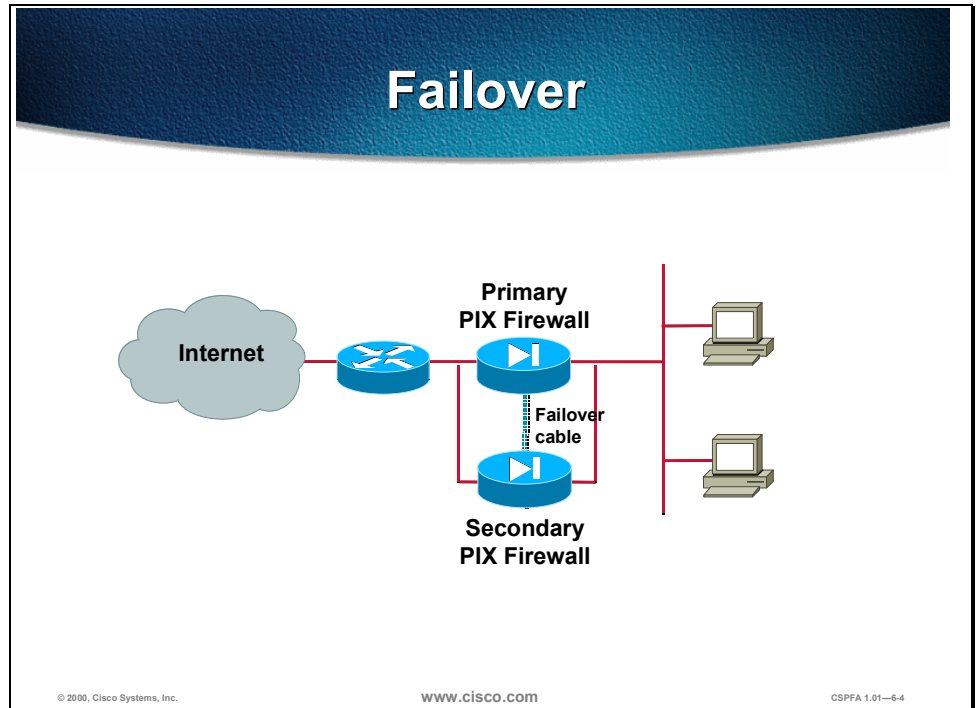 Failover
Primary
PIX Firewall
Internet
Failover
cable
Secondary
PIX Firewall
© 2000, Cisco Systems, Inc.
www.cisco.com
CSPFA 1.01—6-4